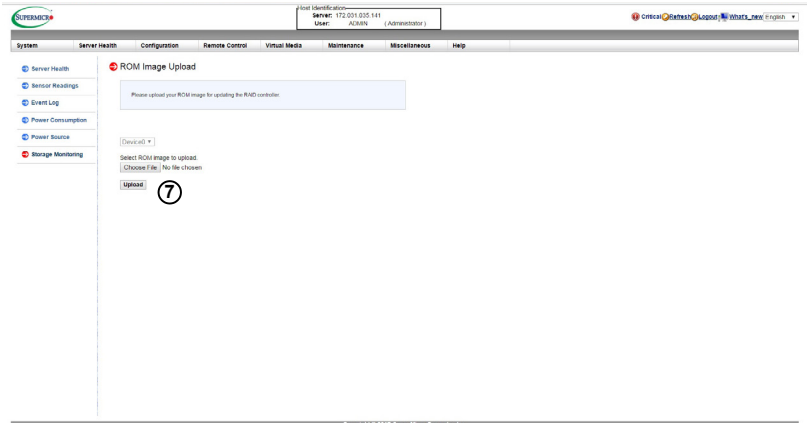 Host Identification
Server: 172.031.035.141
User: ADMIN ( Administrator )
SUPERMICR
Critical Refresh Logout What's_new English
System Server Health Configuration Remote Control Virtual Media Maintenance Miscellaneous Help
Server Health
Sensor Readings
Event Log
Power Consumption
Power Source
Storage Monitoring
ROM Image Upload
Please upload your ROM image for updating the RAID controller.
Device0
Select ROM image to upload:
Choose File No file chosen
Upload
7